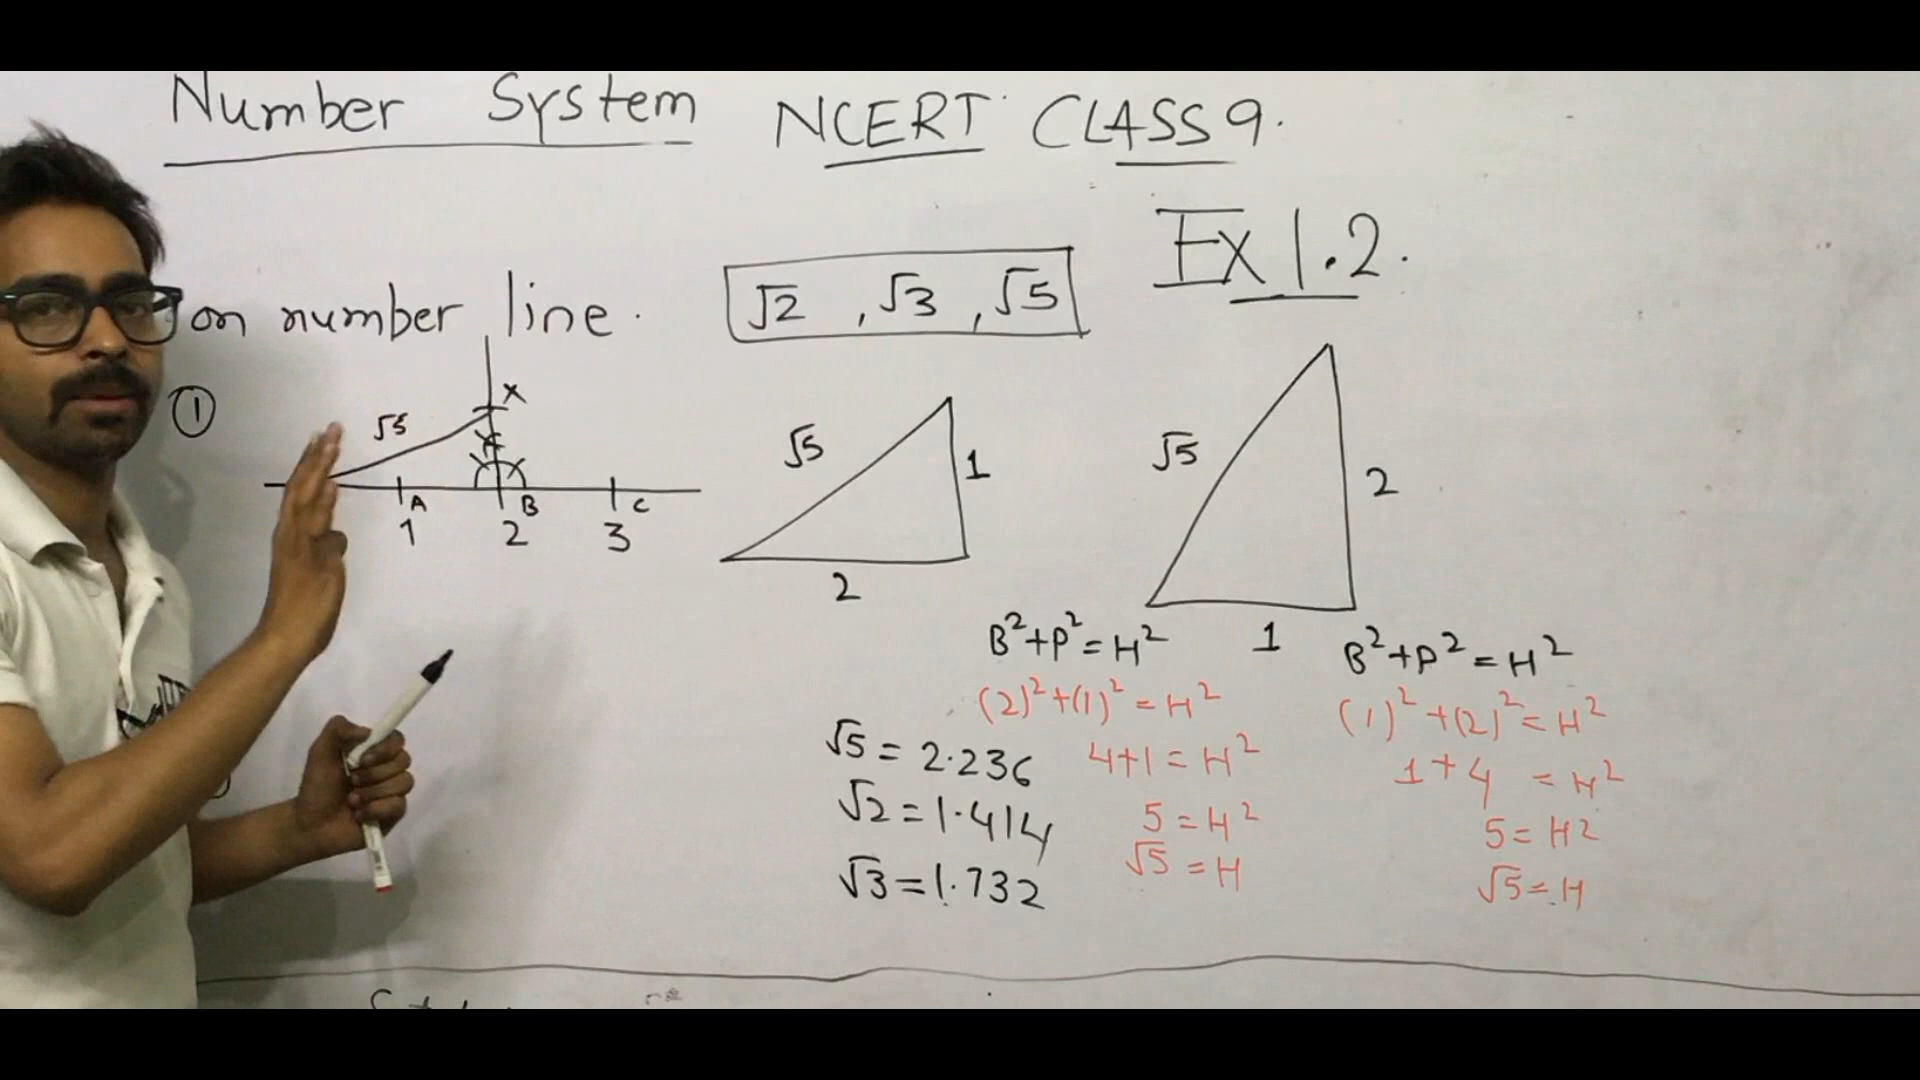 Number System NCERT CLASS 9.
Ex 1.2.
on number line. √2 , √3 , √5
①
√5
X
A B C
1 2 3
√5 1
2
√5 2
1
B²+P²=H²
(2)²+(1)²=H²
4+1=H²
5=H²
√5=H
B²+P²=H²
(1)²+(2)²=H²
1+4=H²
5=H²
√5=H
√5=2.236
√2=1.414
√3=1.732